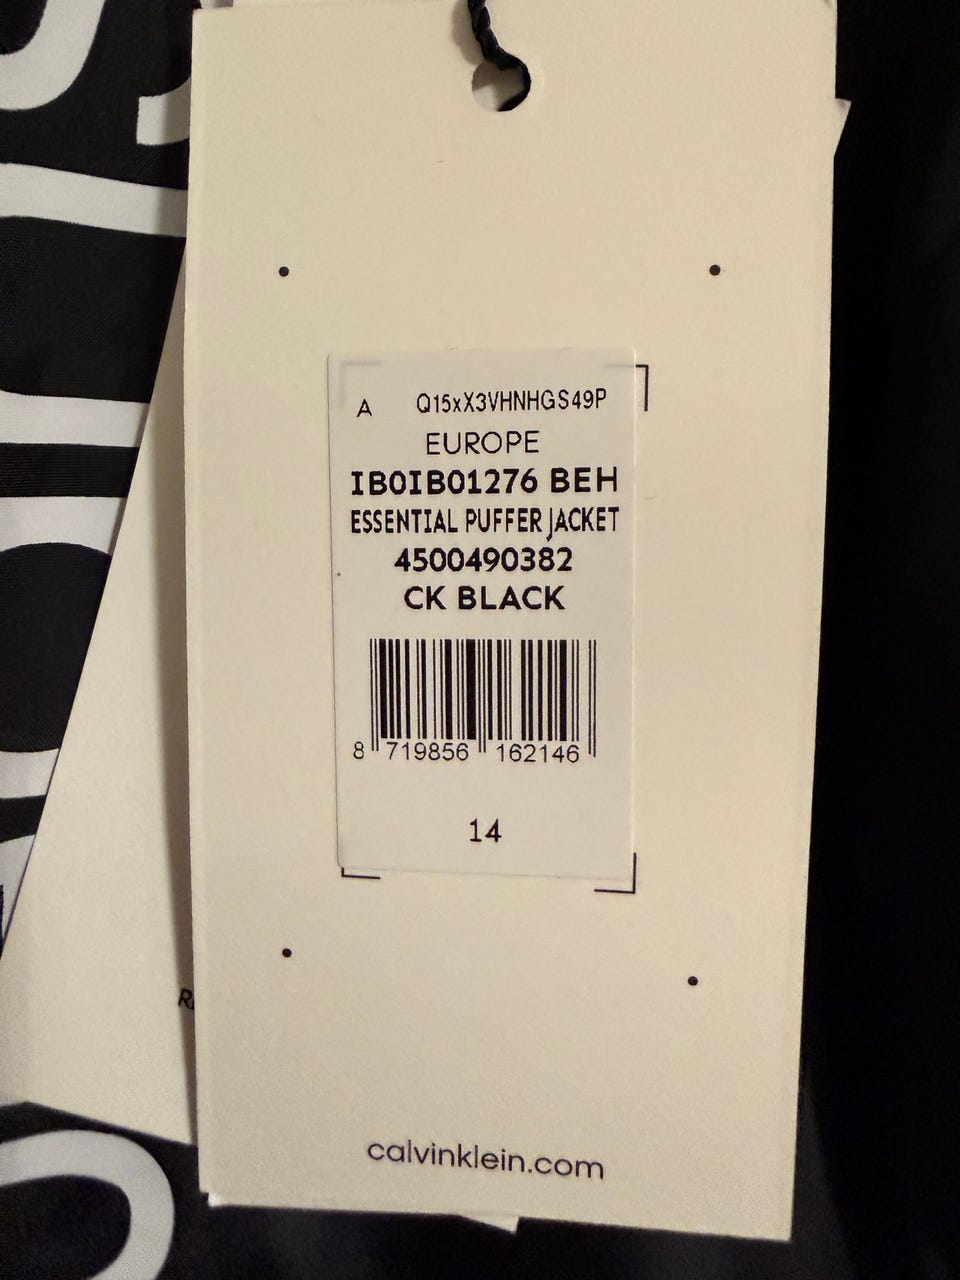 A Q15xX3VHNHGS49P
EUROPE
IB0IB01276 BEH
ESSENTIAL PUFFER JACKET
4500490382
CK BLACK
8 719856 162146
14
calvinklein.com